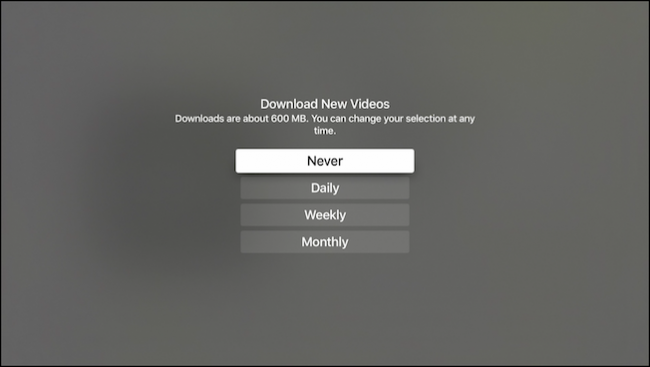 Download New Videos
Downloads are about 600 MB. You can change your selection at any
time.
Never
Daily
Weekly
Monthly